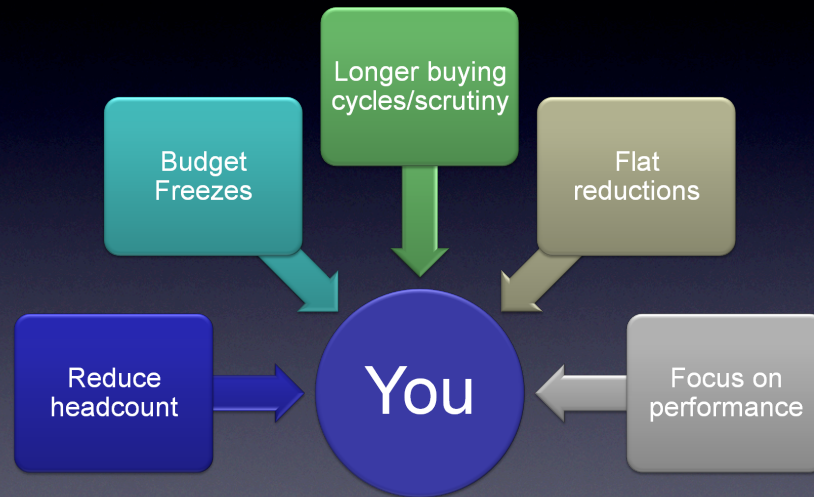 Longer buying
cycles/scrutiny
Budget
Freezes
Flat
reductions
Reduce
headcount
You
Focus on
performance